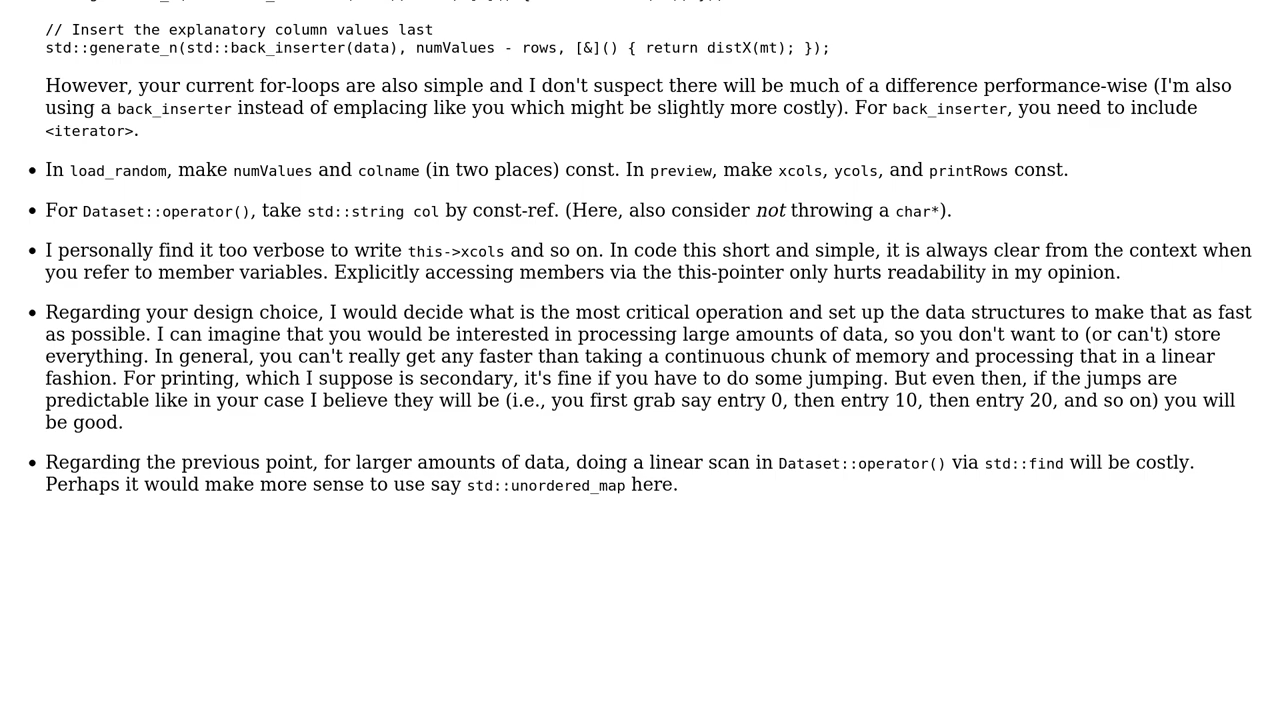 // Insert the explanatory column values last
std::generate_n(std::back_inserter(data), numValues - rows, [&]() { return distX(mt); });
However, your current for-loops are also simple and I don't suspect there will be much of a difference performance-wise (I'm also
using a back_inserter instead of emplacing like you which might be slightly more costly). For back_inserter, you need to include
<iterator>.
• In load_random, make numValues and colname (in two places) const. In preview, make xcols, ycols, and printRows const.
• For Dataset::operator(), take std::string col by const-ref. (Here, also consider not throwing a char*).
• I personally find it too verbose to write this->xcols and so on. In code this short and simple, it is always clear from the context when
you refer to member variables. Explicitly accessing members via the this-pointer only hurts readability in my opinion.
• Regarding your design choice, I would decide what is the most critical operation and set up the data structures to make that as fast
as possible. I can imagine that you would be interested in processing large amounts of data, so you don't want to (or can't) store
everything. In general, you can't really get any faster than taking a continuous chunk of memory and processing that in a linear
fashion. For printing, which I suppose is secondary, it's fine if you have to do some jumping. But even then, if the jumps are
predictable like in your case I believe they will be (i.e., you first grab say entry 0, then entry 10, then entry 20, and so on) you will
be good.
• Regarding the previous point, for larger amounts of data, doing a linear scan in Dataset::operator() via std::find will be costly.
Perhaps it would make more sense to use say std::unordered_map here.